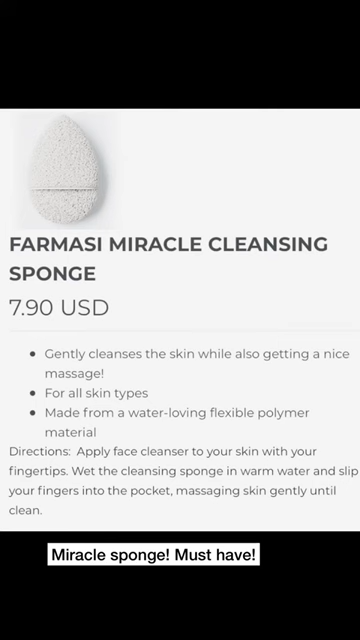 FARMASI MIRACLE CLEANSING
SPONGE
7.90 USD
• Gently cleanses the skin while also getting a nice
massage!
• For all skin types
• Made from a water-loving flexible polymer
material
Directions:  Apply face cleanser to your skin with your
fingertips. Wet the cleansing sponge in warm water and slip
your fingers into the pocket, massaging skin gently until
clean.
Miracle sponge! Must have!